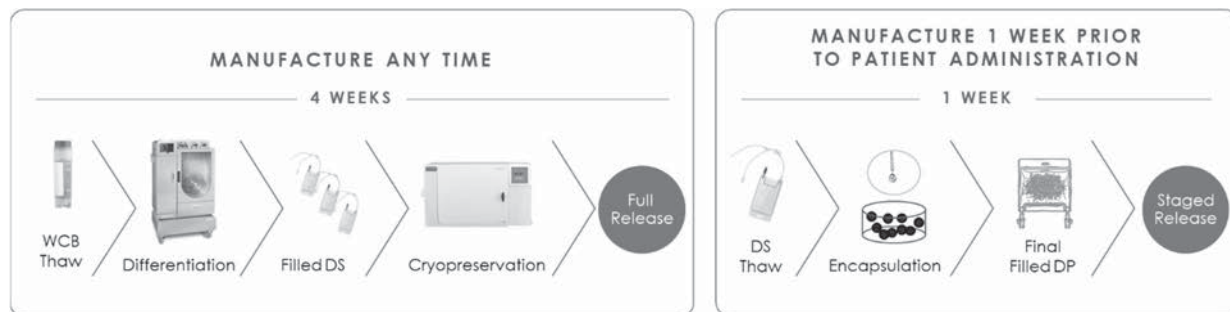 MANUFACTURE ANY TIME
4 WEEKS
WCB
Thaw
Differentiation
Filled DS
Cryopreservation
Full
Release
MANUFACTURE 1 WEEK PRIOR
TO PATIENT ADMINISTRATION
1 WEEK
DS
Thaw
Encapsulation
Final
Filled DP
Staged
Release